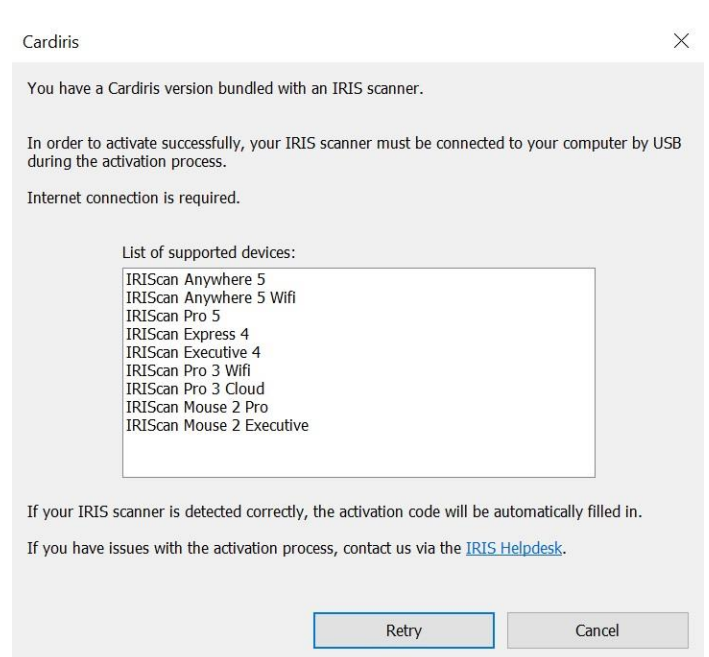 Cardiris
You have a Cardiris version bundled with an IRIS scanner.
In order to activate successfully, your IRIS scanner must be connected to your computer by USB
during the activation process.
Internet connection is required.
List of supported devices:
IRIScan Anywhere 5
IRIScan Anywhere 5 Wifi
IRIScan Pro 5
IRIScan Express 4
IRIScan Executive 4
IRIScan Pro 3 Wifi
IRIScan Pro 3 Cloud
IRIScan Mouse 2 Pro
IRIScan Mouse 2 Executive
If your IRIS scanner is detected correctly, the activation code will be automatically filled in.
If you have issues with the activation process, contact us via the IRIS Helpdesk.
Retry Cancel